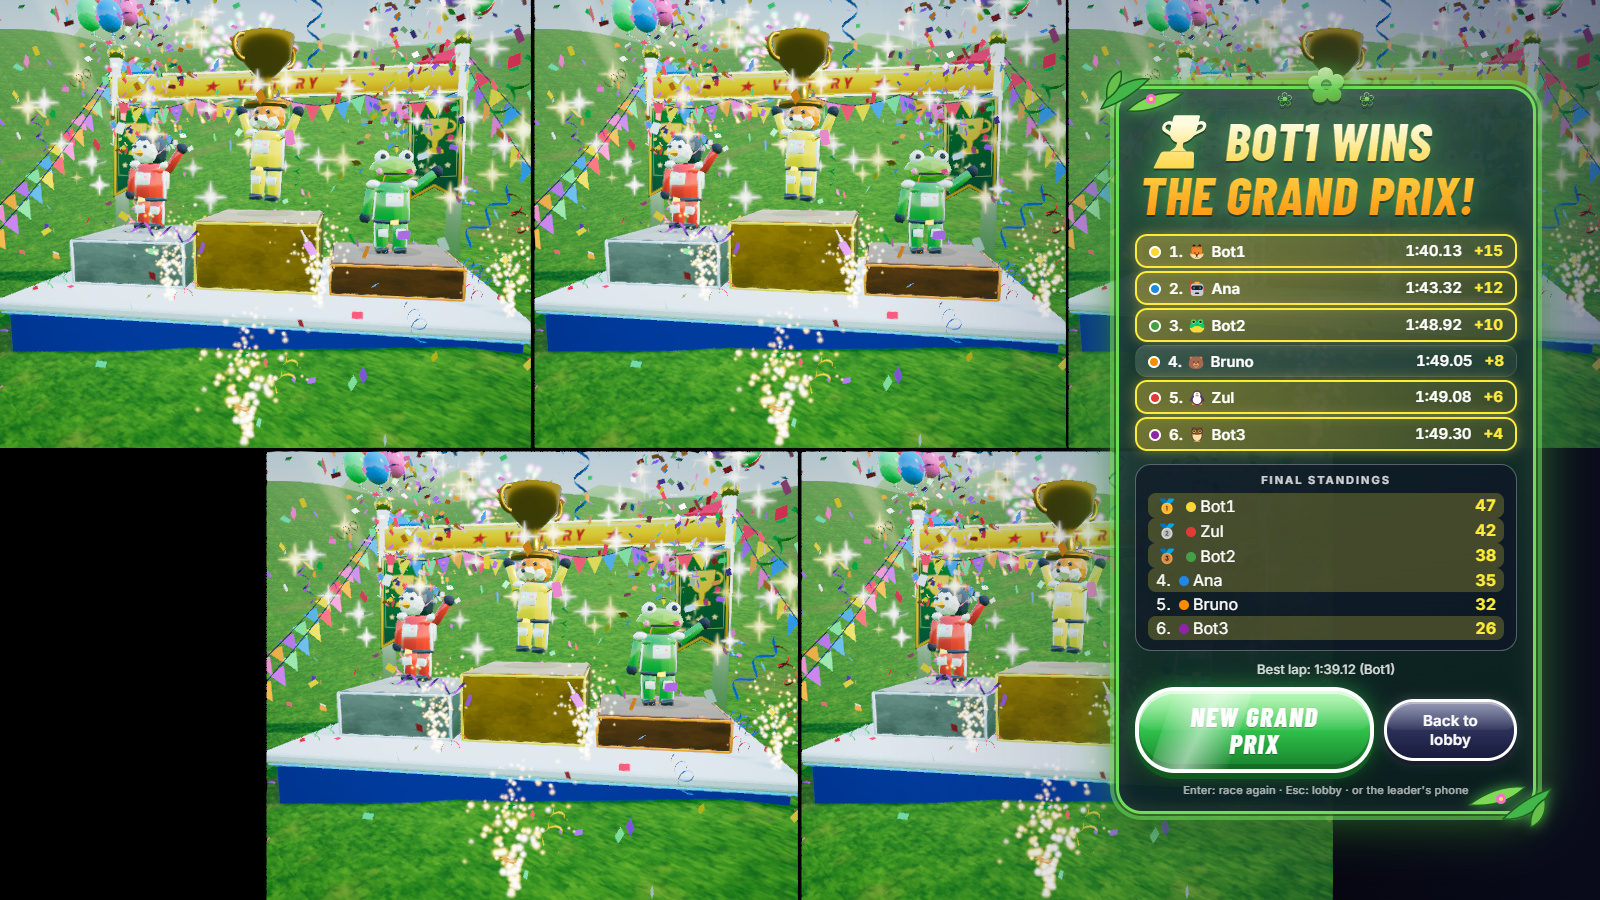 BOT1 WINS
THE GRAND PRIX!
1. Bot1 1:40.13 +15
2. Ana 1:43.32 +12
3. Bot2 1:48.92 +10
4. Bruno 1:49.05 +8
5. Zul 1:49.08 +6
6. Bot3 1:49.30 +4
FINAL STANDINGS
1 Bot1 47
2 Zul 42
3 Bot2 38
4. Ana 35
5. Bruno 32
6. Bot3 26
Best lap: 1:39.12 (Bot1)
NEW GRAND
PRIX
Back to
lobby
Enter: race again · Esc: lobby · or the leader's phone